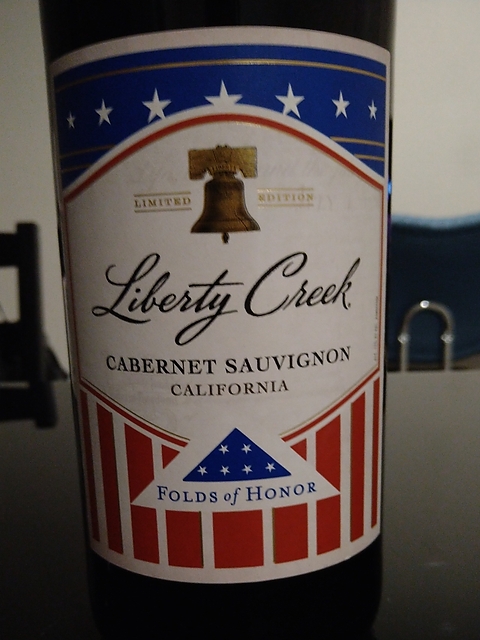 LIMITED EDITION
Liberty Creek
CABERNET SAUVIGNON
CALIFORNIA
FOLDS of HONOR